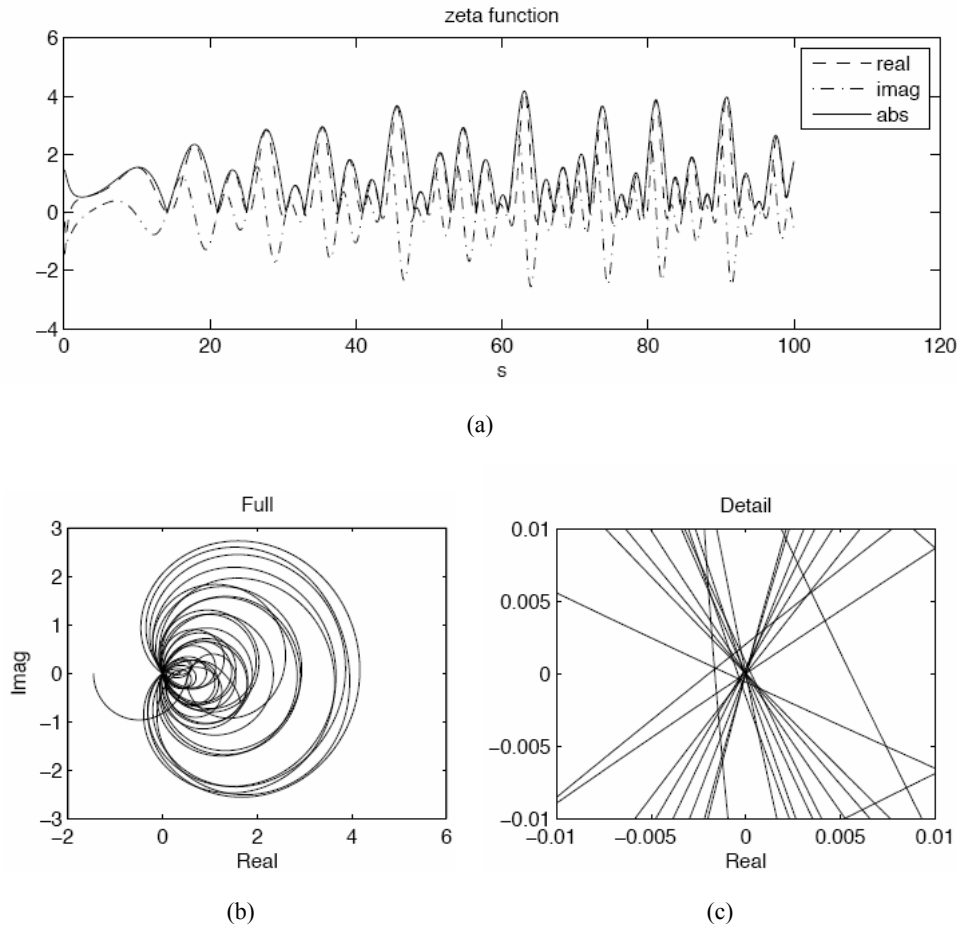 zeta function
6
4
2
0
−2
−4
0 20 40 60 80 100 120
s
real
imag
abs
(a)
Full
3
2
1
0
−1
−2
−3
−2 0 2 4 6
Imag
Real
(b)
Detail
0.01
0.005
0
−0.005
−0.01
−0.01 −0.005 0 0.005 0.01
Real
(c)